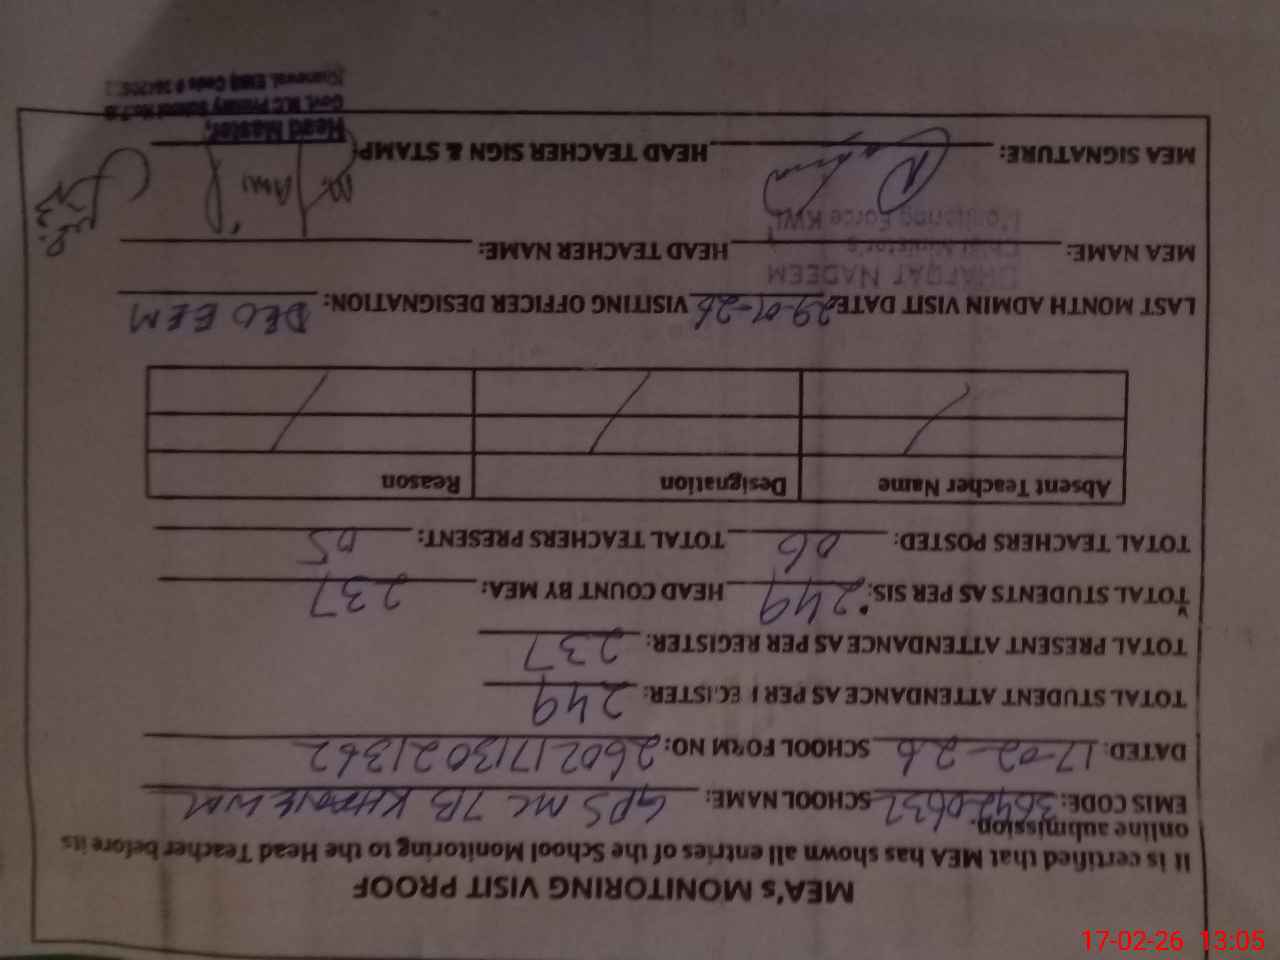 MEA's MONITORING VISIT PROOF
It is certified that MEA has shown all entries of the School Monitoring to the Head Teacher before its
online submission.
EMIS CODE: SCHOOL NAME: GPS MC 7B
DATED: 17-02-26 SCHOOL FORM NO: 26021713021362
TOTAL STUDENT ATTENDANCE AS PER REGISTER: 249
TOTAL PRESENT ATTENDANCE AS PER REGISTER: 237
TOTAL STUDENTS AS PER SIS: 249 HEAD COUNT BY MEA: 237
TOTAL TEACHERS POSTED: 06 TOTAL TEACHERS PRESENT: 05
Absent Teacher Name Designation Reason
LAST MONTH ADMIN VISIT DATE 29-01-26 VISITING OFFICER DESIGNATION: DEO EEM
MEA NAME: NADEEM HEAD TEACHER NAME:
Chief Minister's
Monitoring Force KWL
MEA SIGNATURE: HEAD TEACHER SIGN & STAMP
Head Master,
Govt. M.C Primary School No.7-B
Khanewal. EMIS Code #
17-02-26 13:05